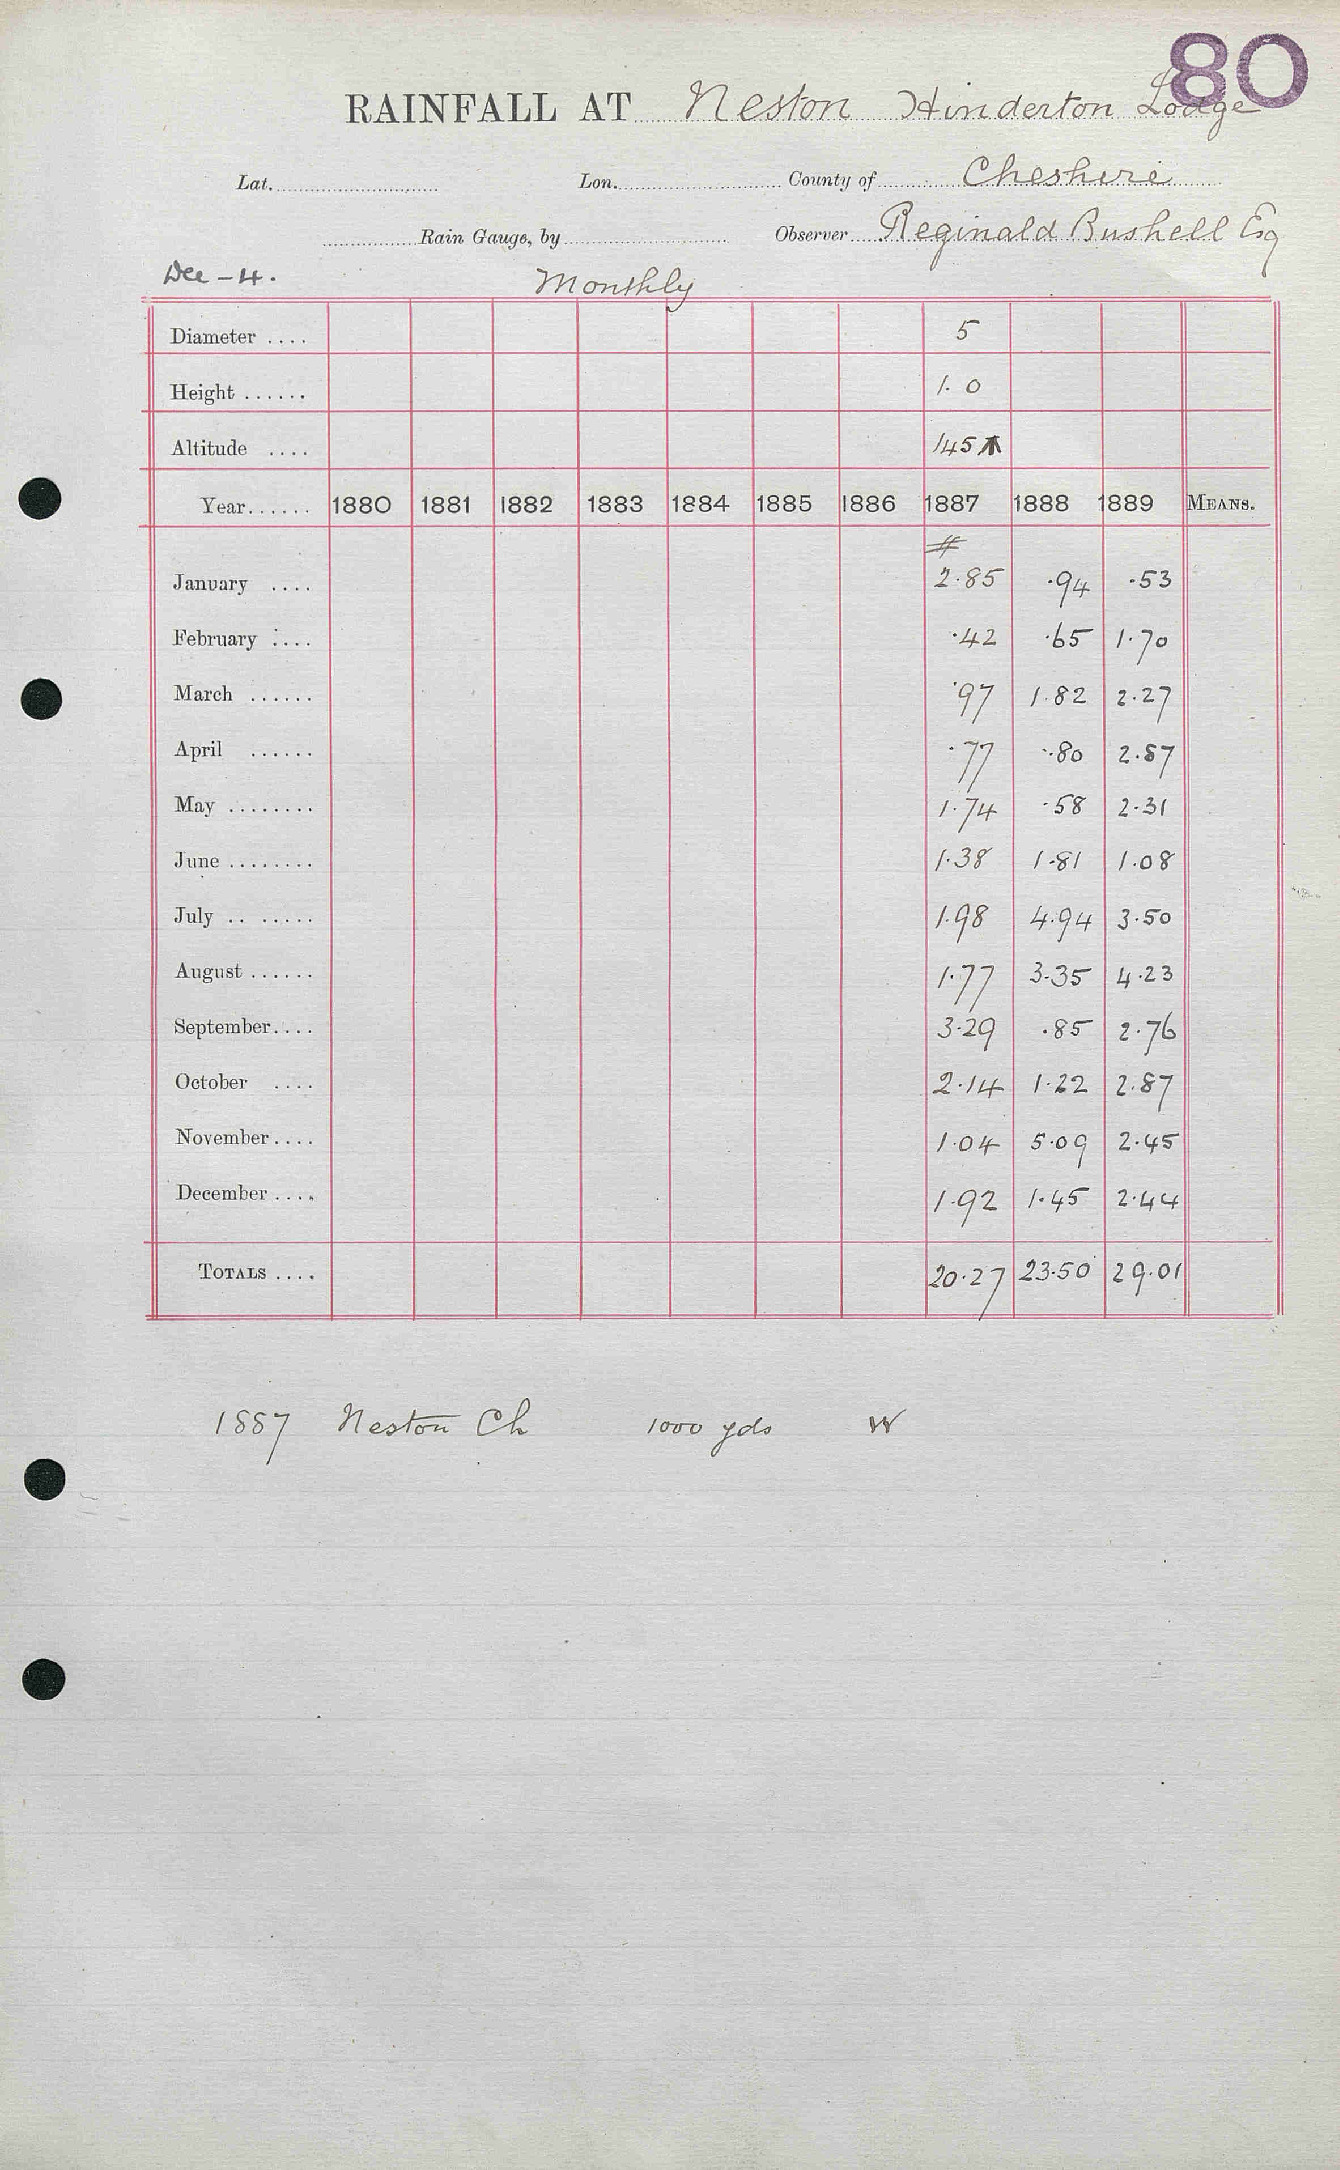 80
RAINFALL AT Neston Hinderton Lodge
Lat. Lon. County of Cheshire
Rain Gauge, by Observer Reginald Bushell Esq
Dee - 4. Monthly
Diameter .... 5
Height ...... 1.0
Altitude .... 145
Year...... 1880 1881 1882 1883 1884 1885 1886 1887 1888 1889 MEANS.
#
January .... 2.85 .94 .53
February .... .42 .65 1.70
March ...... .97 1.82 2.27
April ...... .77 .80 2.87
May ........ 1.74 .58 2.31
June ........ 1.38 1.81 1.08
July .. ...... 1.98 4.94 3.50
August ...... 1.77 3.35 4.23
September.... 3.29 .85 2.76
October .... 2.14 1.22 2.87
November.... 1.04 5.09 2.45
December .... 1.92 1.45 2.44
TOTALS .... 20.27 23.50 29.01
1887 Neston Ch 1000 yds W